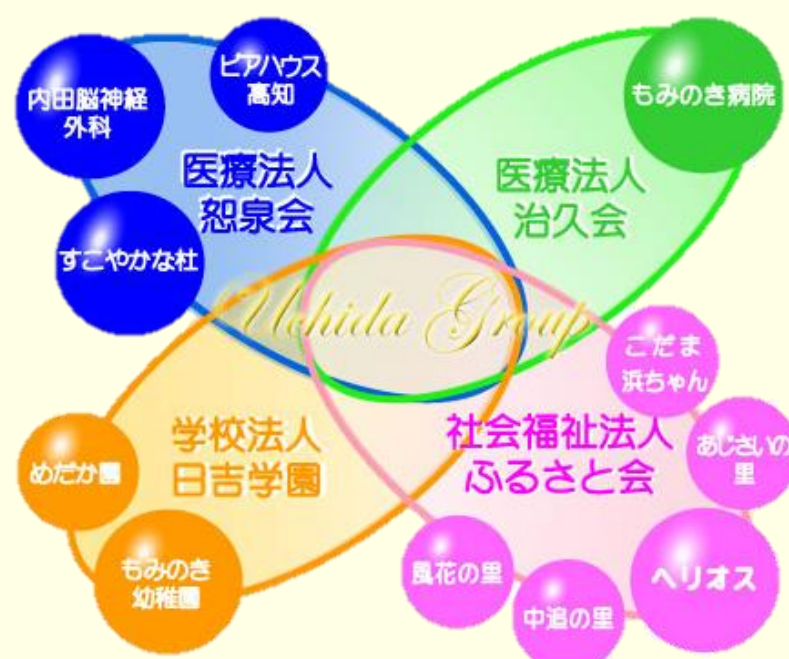 内田脳神経
外科
ピアハウス
高知
もみのき病院
医療法人
恕泉会
医療法人
治久会
すこやかな杜
Uchida Group
こだま
浜ちゃん
学校法人
日吉学園
社会福祉法人
ふるさと会
あじさいの
里
めだか園
もみのき
幼稚園
風花の里
中追の里
ヘリオス